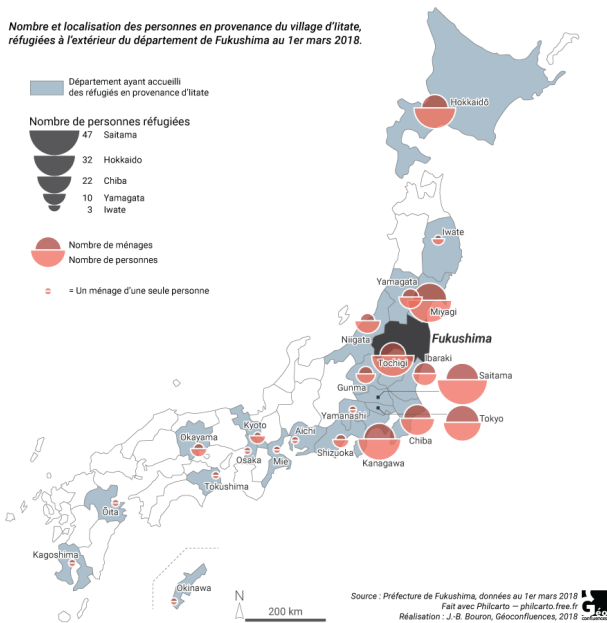 Nombre et localisation des personnes en provenance du village d'Iitate,
réfugiées à l'extérieur du département de Fukushima au 1er mars 2018.
Département ayant accueilli
des réfugiés en provenance d'Iitate
Nombre de personnes réfugiées
47 Saitama
32 Hokkaido
22 Chiba
10 Yamagata
3 Iwate
Nombre de ménages
Nombre de personnes
= Un ménage d'une seule personne
Hokkaidō
Iwate
Yamagata
Miyagi
Niigata
Fukushima
Tochigi
Ibaraki
Gunma
Saitama
Yamanashi
Tokyo
Kyoto
Aichi
Okayama
Chiba
Shizuoka
Osaka
Mie
Kanagawa
Tokushima
Ōita
Kagoshima
Okinawa
N
200 km
Source : Préfecture de Fukushima, données au 1er mars 2018
Fait avec Philcarto — philcarto.free.fr
Réalisation : J.-B. Bouron, Géoconfluences, 2018
Géo
confluences